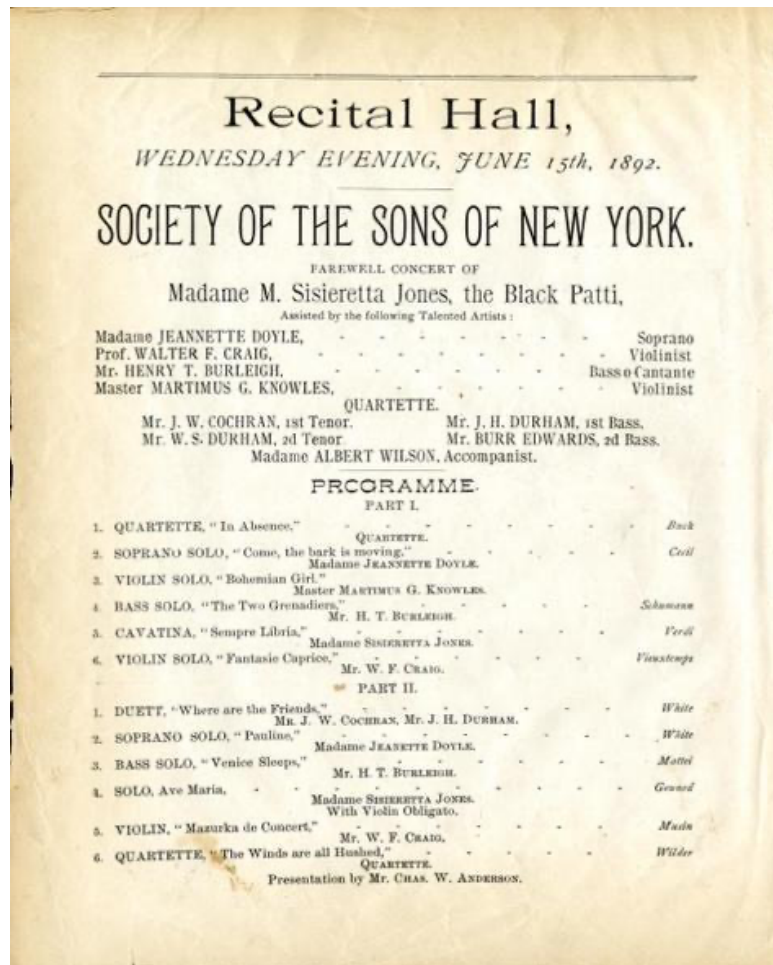 Recital Hall,
WEDNESDAY EVENING, JUNE 15th, 1892.
SOCIETY OF THE SONS OF NEW YORK.
FAREWELL CONCERT OF
Madame M. Sisieretta Jones, the Black Patti,
Assisted by the following Talented Artists :
Madame JEANNETTE DOYLE, - - - - - - - Soprano
Prof. WALTER F. CRAIG, - - - - - - - Violinist
Mr. HENRY T. BURLEIGH, - - - - - - Basso Cantante
Master MARTIMUS G. KNOWLES, - - - - - - Violinist
QUARTETTE.
Mr. J. W. COCHRAN, 1st Tenor. Mr. J. H. DURHAM, 1st Bass.
Mr. W. S. DURHAM, 2d Tenor Mr. BURR EDWARDS, 2d Bass.
Madame ALBERT WILSON, Accompanist.
PROGRAMME.
PART I.
1. QUARTETTE, "In Absence," - - - - - - - Buck
QUARTETTE.
2. SOPRANO SOLO, "Come, the bark is moving," - - - - - Cecil
Madame JEANNETTE DOYLE.
3. VIOLIN SOLO, "Bohemian Girl."
Master MARTIMUS G. KNOWLES.
4. BASS SOLO, "The Two Grenadiers," - - - - - - Schumann
Mr. H. T. BURLEIGH.
5. CAVATINA, "Sempre Libria," - - - - - - Verdi
Madame SISIERETTA JONES.
6. VIOLIN SOLO, "Fantasie Caprice," - - - - - - Vieuxtemps
Mr. W. F. CRAIG.
PART II.
1. DUETT, "Where are the Friends," - - - - - - White
MR. J. W. COCHRAN, Mr. J. H. DURHAM.
2. SOPRANO SOLO, "Pauline," - - - - - - White
Madame JEANETTE DOYLE.
3. BASS SOLO, "Venice Sleeps," - - - - - - Mattei
Mr. H. T. BURLEIGH.
4. SOLO, Ave Maria, - - - - - - - Gounod
Madame SISIERETTA JONES.
With Violin Obligato.
5. VIOLIN, "Mazurka de Concert," - - - - - - Musin
Mr. W. F. CRAIG,
6. QUARTETTE, "The Winds are all Hushed," - - - - - Wilder
QUARTETTE.
Presentation by Mr. CHAS. W. ANDERSON.